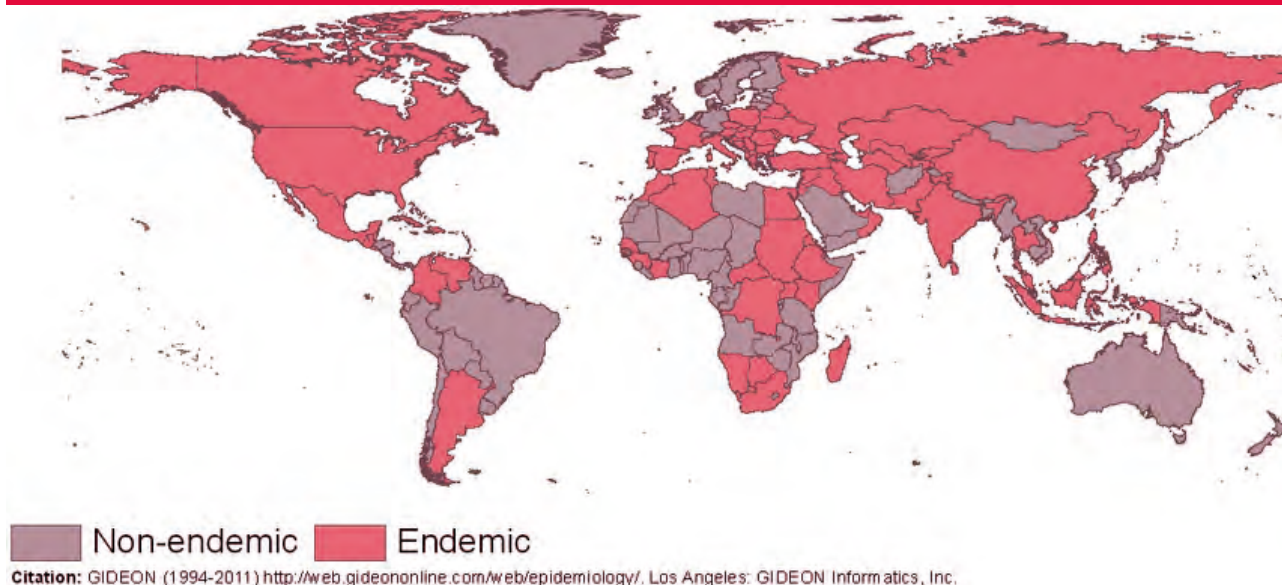 Non-endemic Endemic
Citation: GIDEON (1994-2011) http://web.gideononline.com/web/epidemiology/. Los Angeles: GIDEON Informatics, Inc.